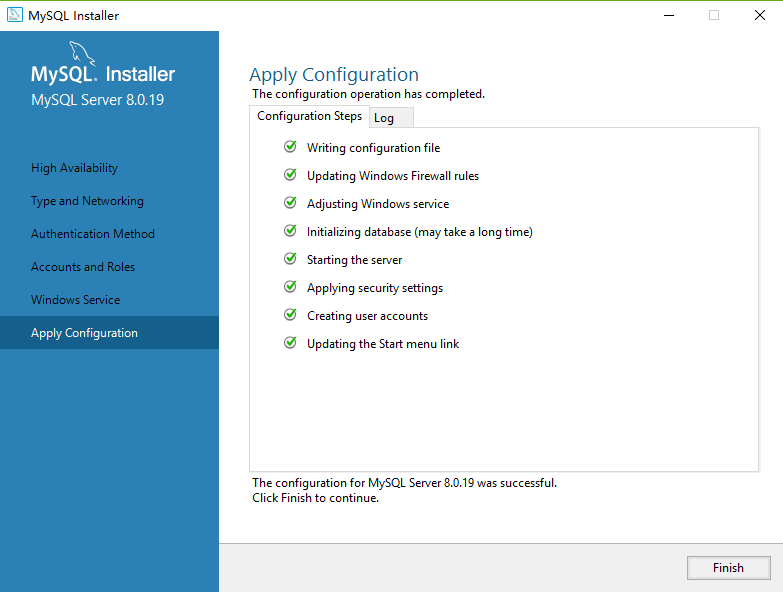 MySQL Installer
MySQL. Installer
MySQL Server 8.0.19
High Availability
Type and Networking
Authentication Method
Accounts and Roles
Windows Service
Apply Configuration
Apply Configuration
The configuration operation has completed.
Configuration Steps
Log
Writing configuration file
Updating Windows Firewall rules
Adjusting Windows service
Initializing database (may take a long time)
Starting the server
Applying security settings
Creating user accounts
Updating the Start menu link
The configuration for MySQL Server 8.0.19 was successful.
Click Finish to continue.
Finish